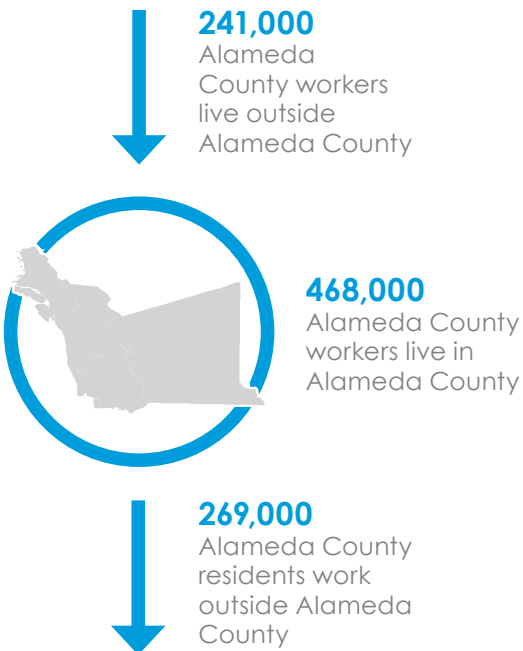 241,000
Alameda
County workers
live outside
Alameda County
468,000
Alameda County
workers live in
Alameda County
269,000
Alameda County
residents work
outside Alameda
County